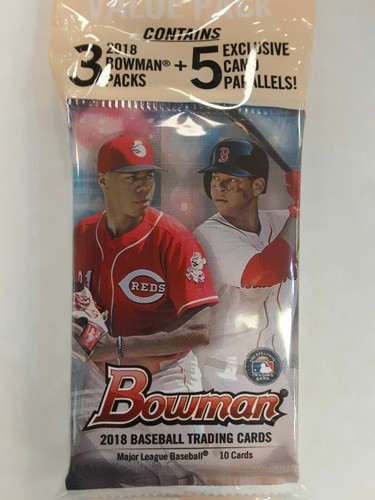 VALUE PACK
CONTAINS
3 2018 BOWMAN® PACKS + 5 EXCLUSIVE CAMO PARALLELS!
REDS
Bowman®
2018 BASEBALL TRADING CARDS
Major League Baseball® 10 Cards